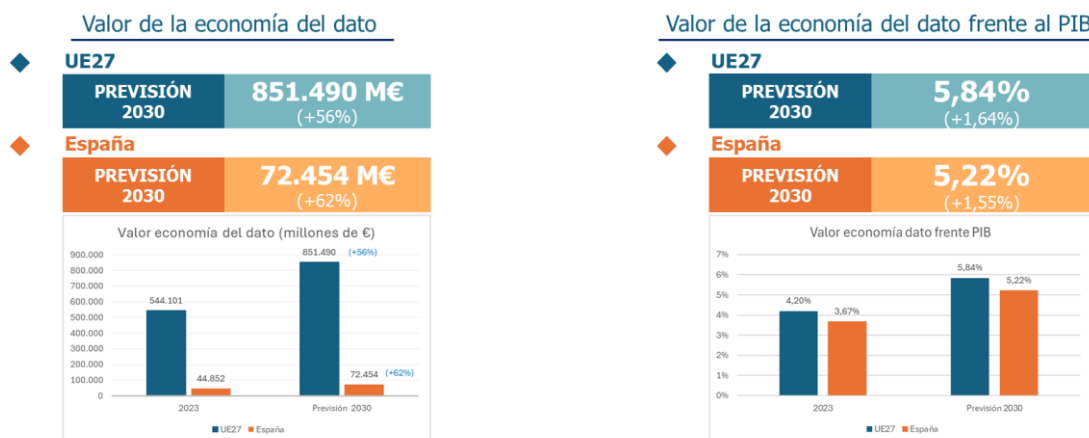 Valor de la economía del dato
UE27
PREVISIÓN
2030
851.490 M€
(+56%)
España
PREVISIÓN
2030
72.454 M€
(+62%)
Valor economía del dato (millones de €)
900.000
800.000
700.000
600.000
500.000
400.000
300.000
200.000
100.000
0
544.101
44.852
851.490 (+56%)
72.454 (+62%)
2023
Previsión 2030
UE27 España
Valor de la economía del dato frente al PIB
UE27
PREVISIÓN
2030
5,84%
(+1,64%)
España
PREVISIÓN
2030
5,22%
(+1,55%)
Valor economía dato frente PIB
7%
6%
5%
4%
3%
2%
1%
0%
4,20%
3,67%
5,84%
5,22%
2023
Previsión 2030
UE27 España